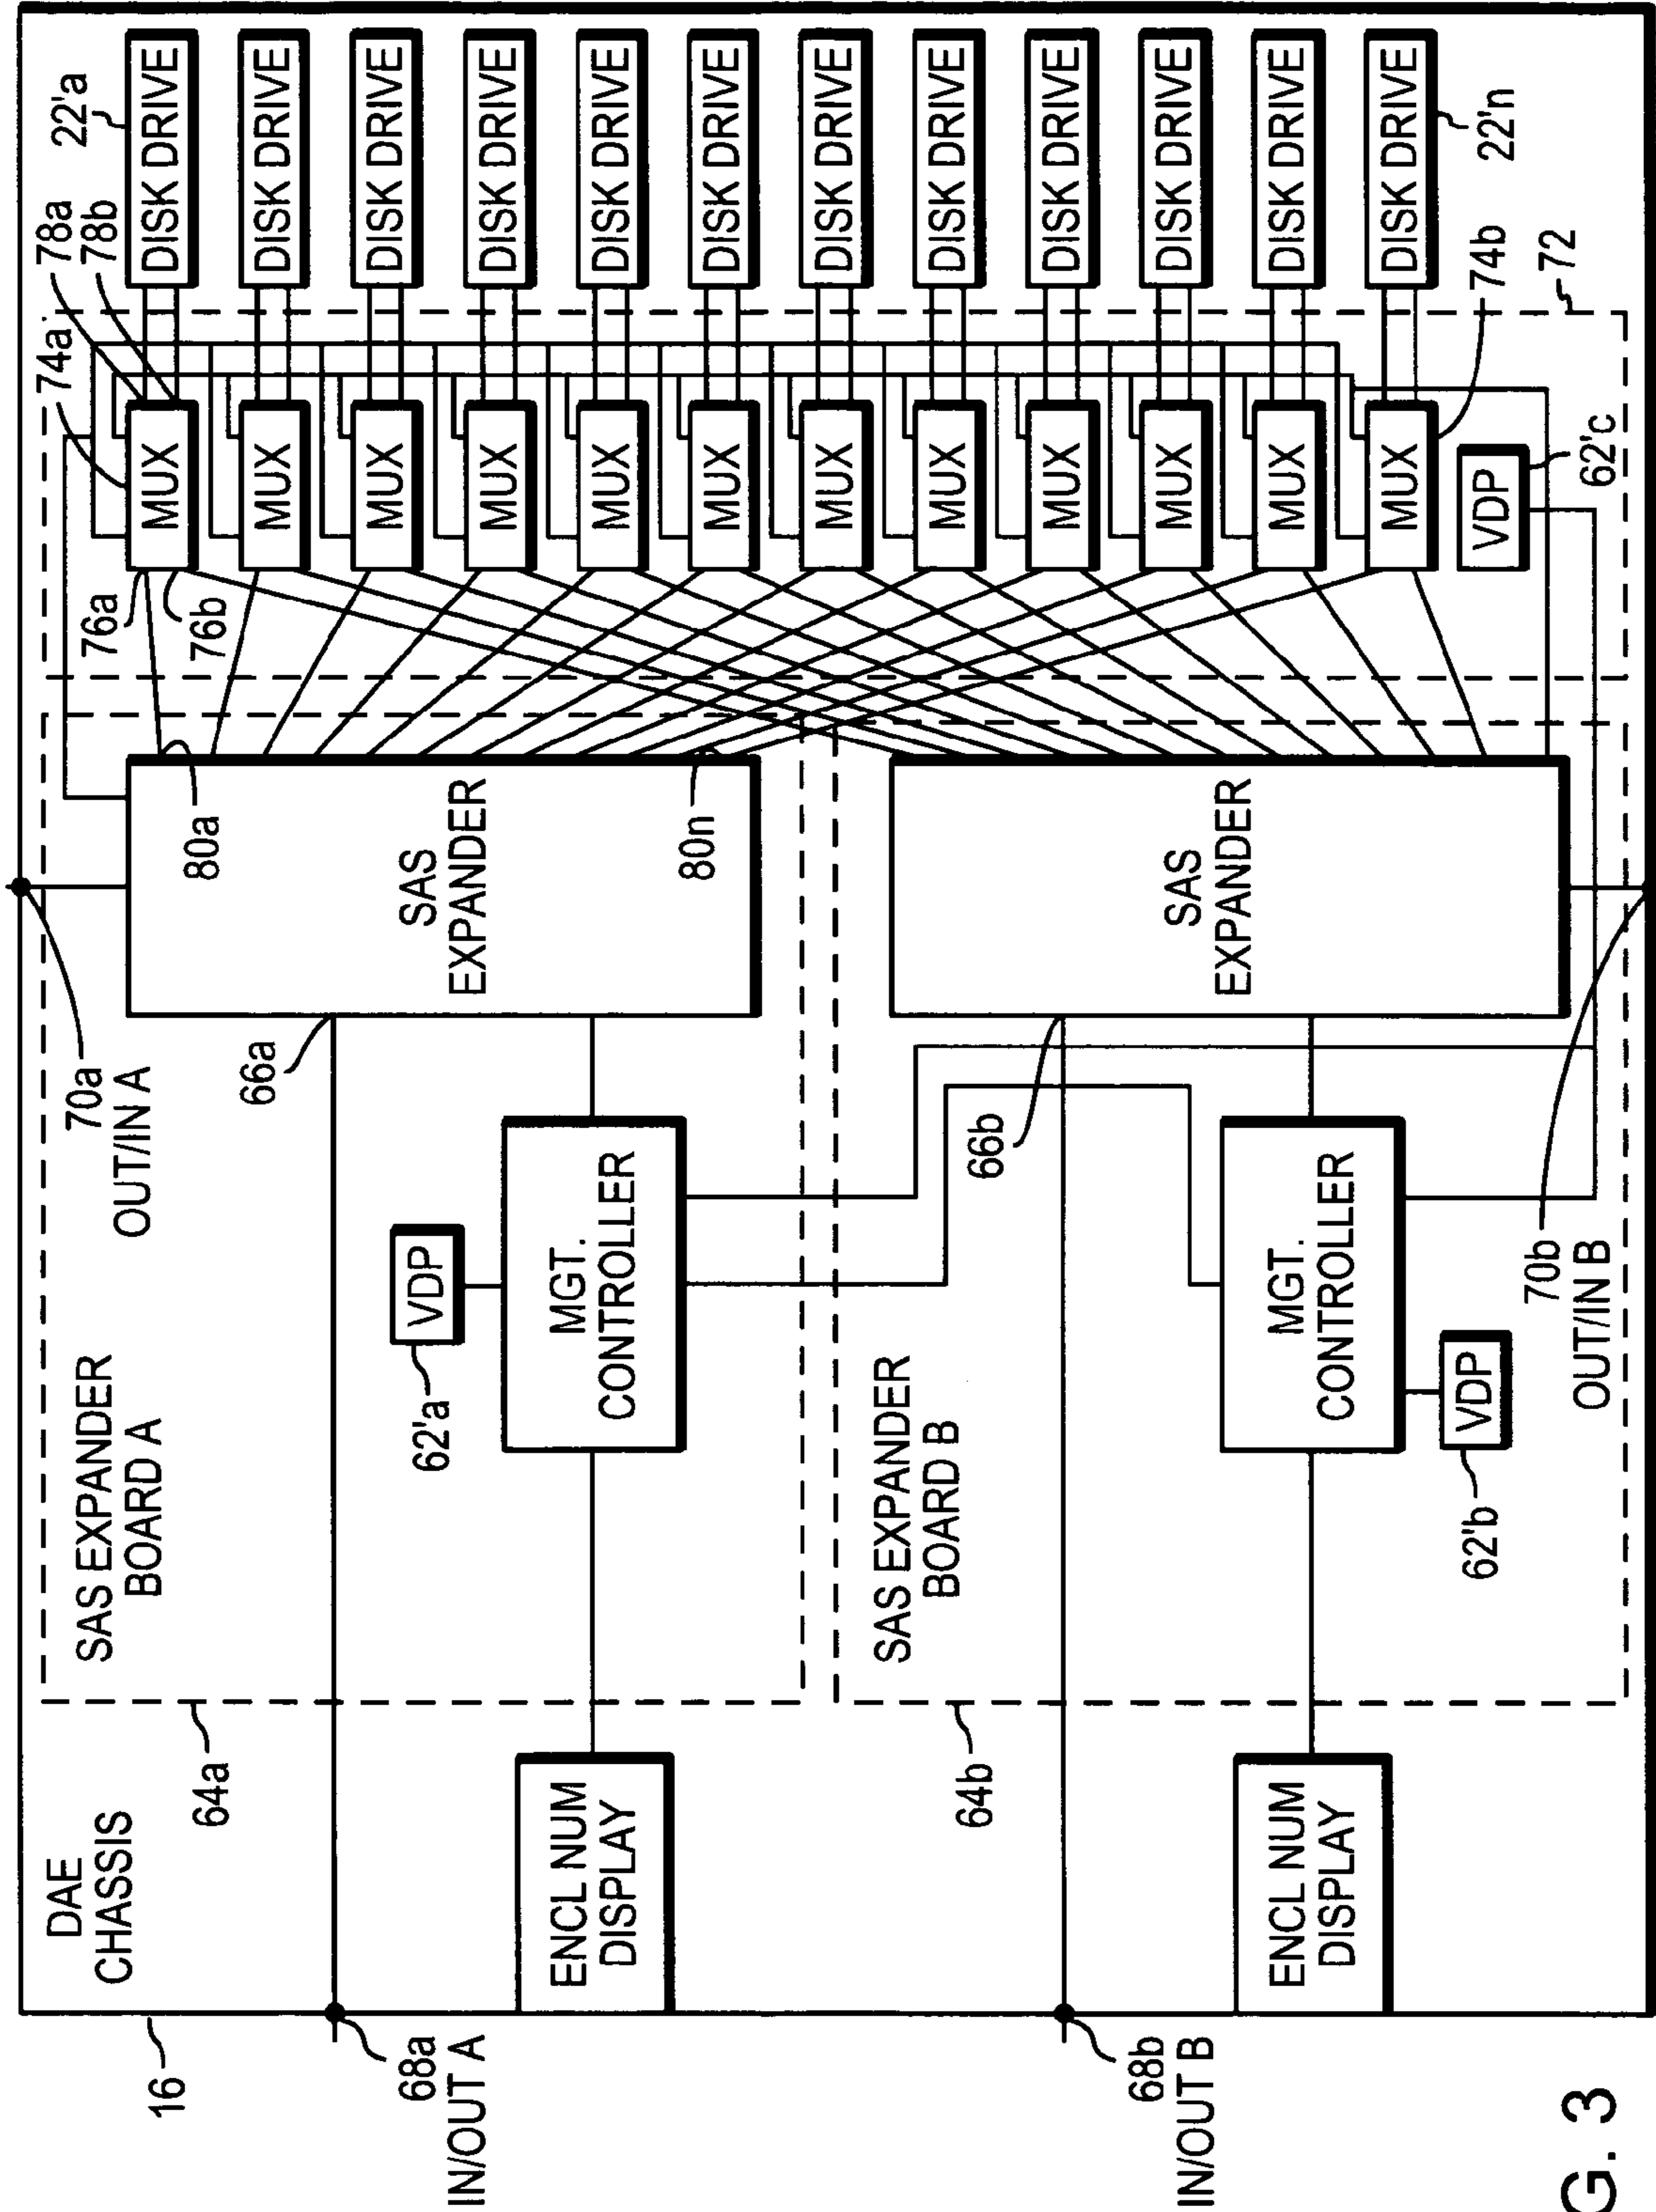 DAE
CHASSIS
16
64a
SAS EXPANDER
BOARD A
70a
OUT/IN A
68a
IN/OUT A
66a
SAS
EXPANDER
80a
80n
62'a
VDP
MGT.
CONTROLLER
ENCL NUM
DISPLAY
74a
78a
78b
76a
76b
22'a
MUX
MUX
MUX
MUX
MUX
MUX
MUX
MUX
MUX
MUX
MUX
MUX
DISK DRIVE
DISK DRIVE
DISK DRIVE
DISK DRIVE
DISK DRIVE
DISK DRIVE
DISK DRIVE
DISK DRIVE
DISK DRIVE
DISK DRIVE
DISK DRIVE
DISK DRIVE
22'n
74b
72
VDP
62'c
64b
SAS EXPANDER
BOARD B
66b
SAS
EXPANDER
68b
IN/OUT B
MGT.
CONTROLLER
ENCL NUM
DISPLAY
VDP
62'b
70b
OUT/IN B
G. 3